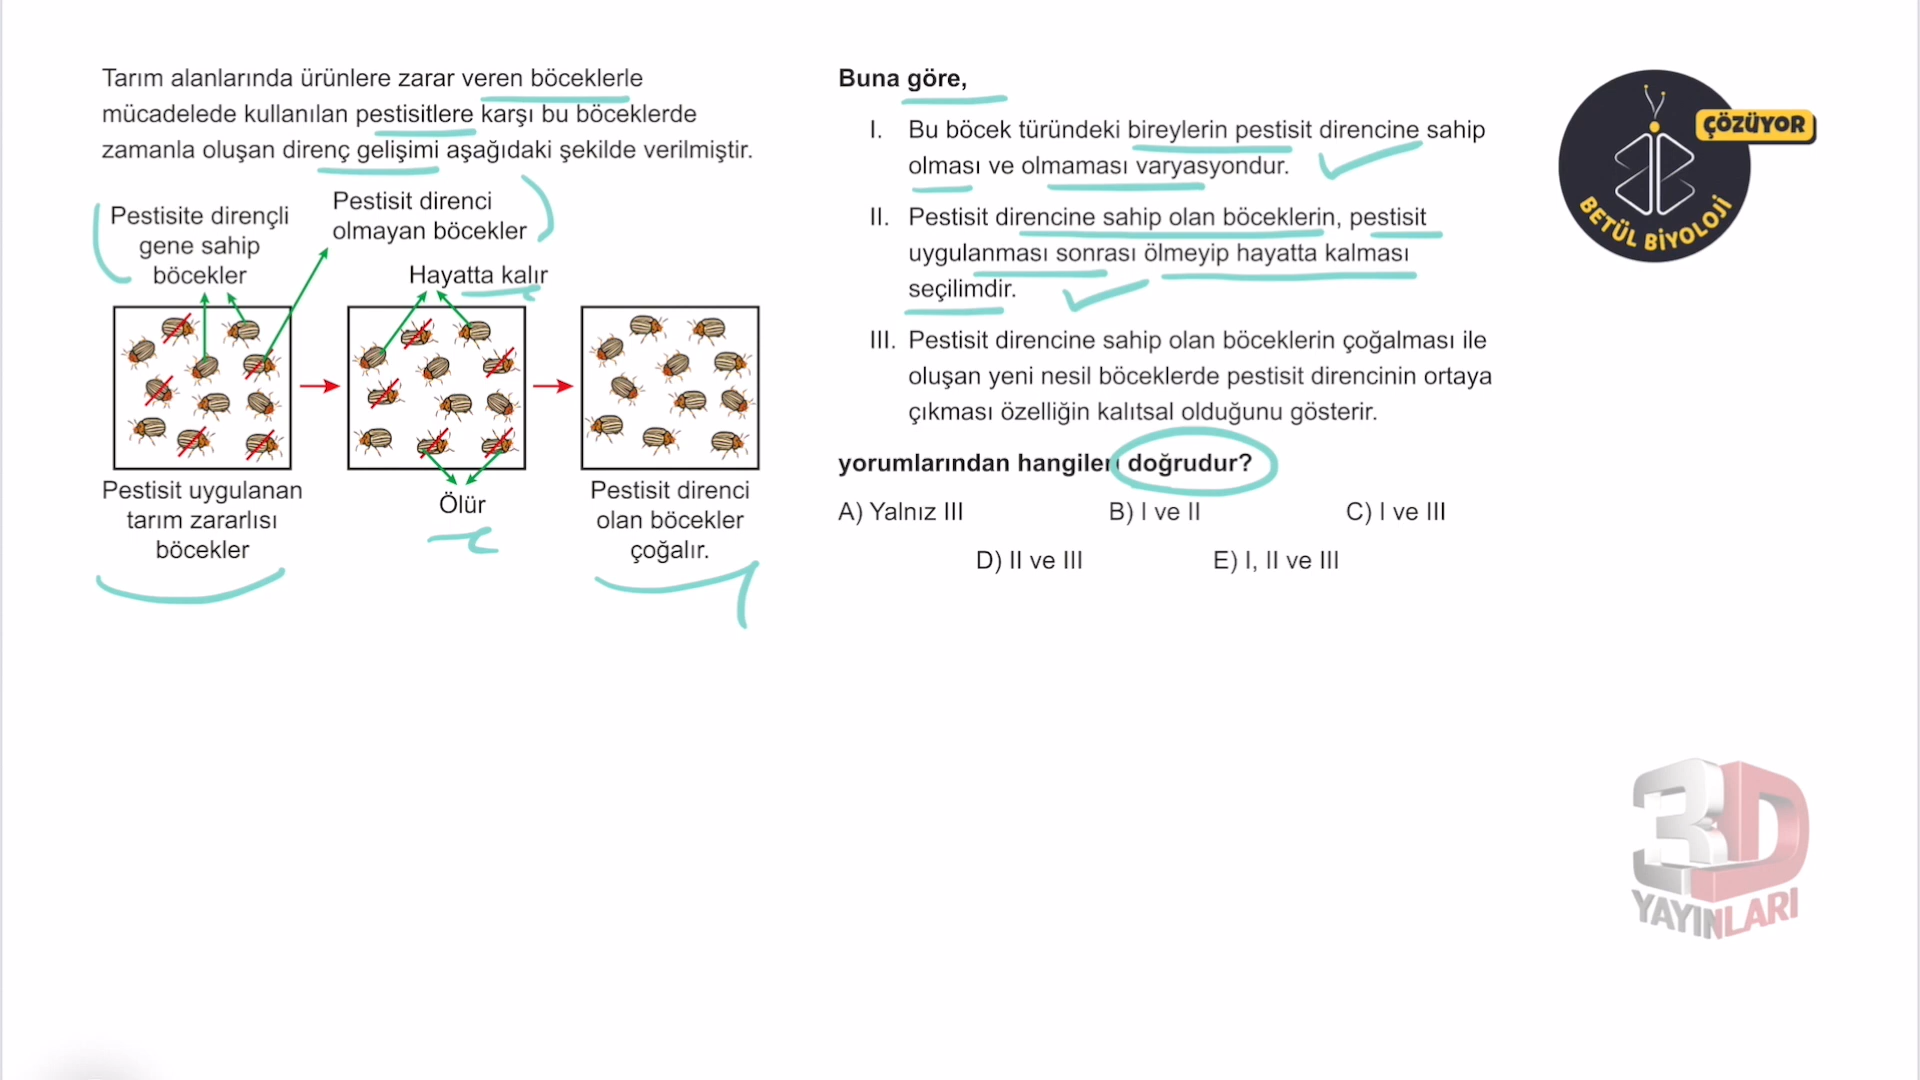 Tarım alanlarında ürünlere zarar veren böceklerle
mücadelede kullanılan pestisitlere karşı bu böceklerde
zamanla oluşan direnç gelişimi aşağıdaki şekilde verilmiştir.
Pestisite dirençli
gene sahip
böcekler
Pestisit direnci
olmayan böcekler
Hayatta kalır
Ölür
Pestisit uygulanan
tarım zararlısı
böcekler
Pestisit direnci
olan böcekler
çoğalır.
Buna göre,
I. Bu böcek türündeki bireylerin pestisit direncine sahip
olması ve olmaması varyasyondur.
II. Pestisit direncine sahip olan böceklerin, pestisit
uygulanması sonrası ölmeyip hayatta kalması
seçilimdir.
III. Pestisit direncine sahip olan böceklerin çoğalması ile
oluşan yeni nesil böceklerde pestisit direncinin ortaya
çıkması özelliğin kalıtsal olduğunu gösterir.
yorumlarından hangileri doğrudur?
A) Yalnız III
B) I ve II
C) I ve III
D) II ve III
E) I, II ve III
ÇÖZÜYOR
BETÜL BİYOLOJİ
3D
YAYINLARI